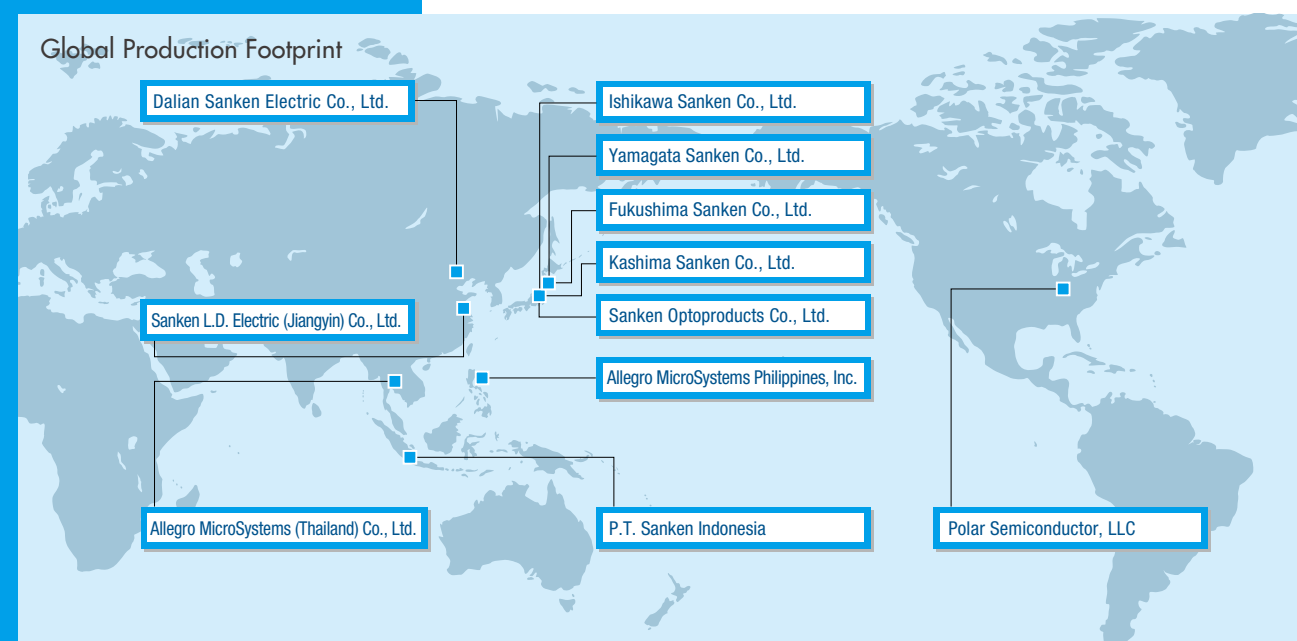 Global Production Footprint
Dalian Sanken Electric Co., Ltd.
Ishikawa Sanken Co., Ltd.
Yamagata Sanken Co., Ltd.
Fukushima Sanken Co., Ltd.
Kashima Sanken Co., Ltd.
Sanken L.D. Electric (Jiangyin) Co., Ltd.
Sanken Optoproducts Co., Ltd.
Allegro MicroSystems Philippines, Inc.
Allegro MicroSystems (Thailand) Co., Ltd.
P.T. Sanken Indonesia
Polar Semiconductor, LLC